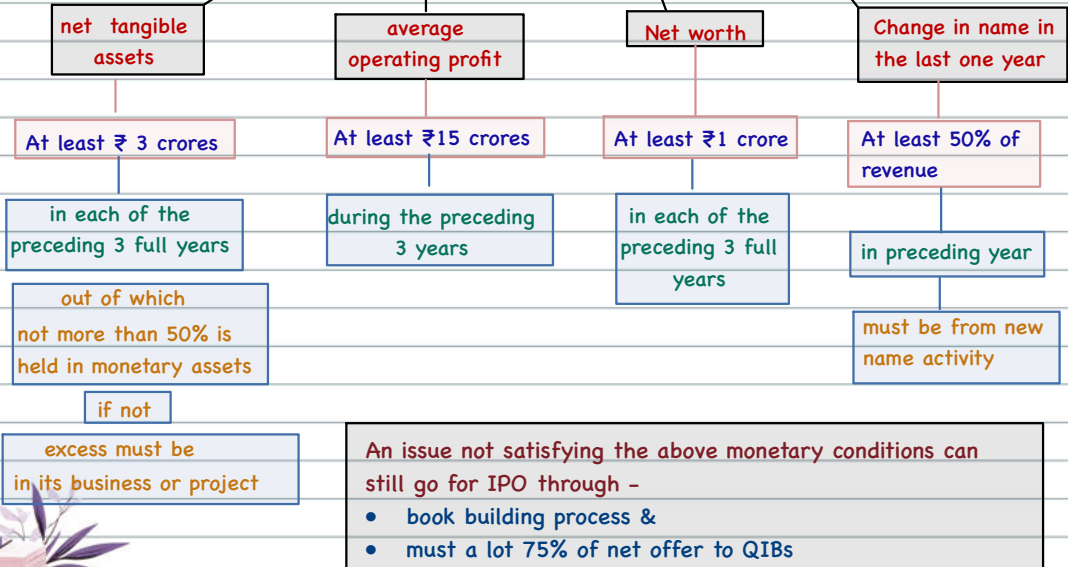 net tangible
assets
At least ₹ 3 crores
in each of the
preceding 3 full years
out of which
not more than 50% is
held in monetary assets
if not
excess must be
in its business or project
average
operating profit
At least ₹15 crores
during the preceding
3 years
Net worth
At least ₹1 crore
in each of the
preceding 3 full
years
Change in name in
the last one year
At least 50% of
revenue
in preceding year
must be from new
name activity
An issue not satisfying the above monetary conditions can
still go for IPO through -
• book building process &
• must a lot 75% of net offer to QIBs